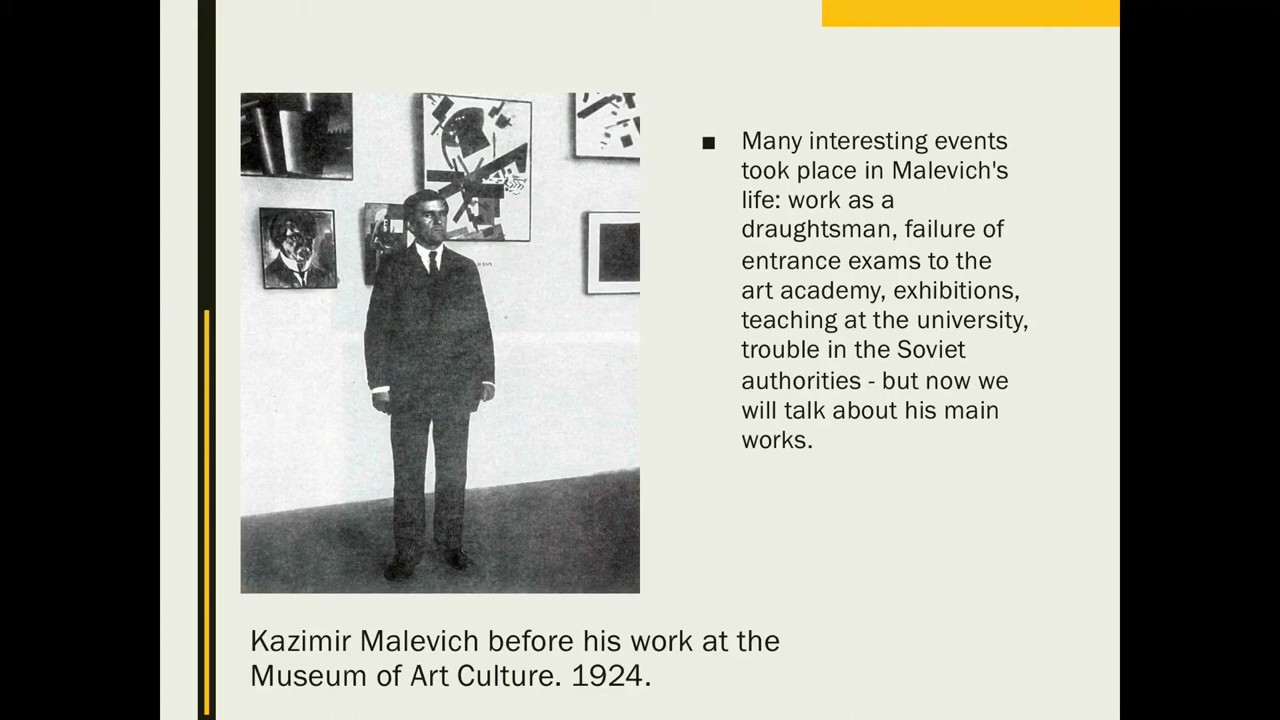 Many interesting events
took place in Malevich's
life: work as a
draughtsman, failure of
entrance exams to the
art academy, exhibitions,
teaching at the university,
trouble in the Soviet
authorities - but now we
will talk about his main
works.
Kazimir Malevich before his work at the
Museum of Art Culture. 1924.